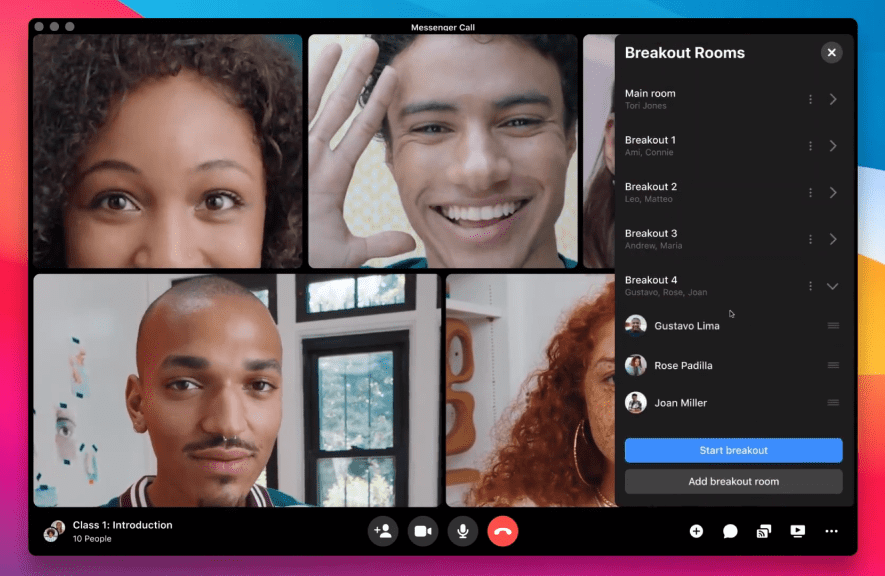 Messenger Call
Breakout Rooms
Main room
Tori Jones
Breakout 1
Ami, Connie
Breakout 2
Leo, Matteo
Breakout 3
Andrew, Maria
Breakout 4
Gustavo, Rose, Joan
Gustavo Lima
Rose Padilla
Joan Miller
Start breakout
Add breakout room
Class 1: Introduction
10 People